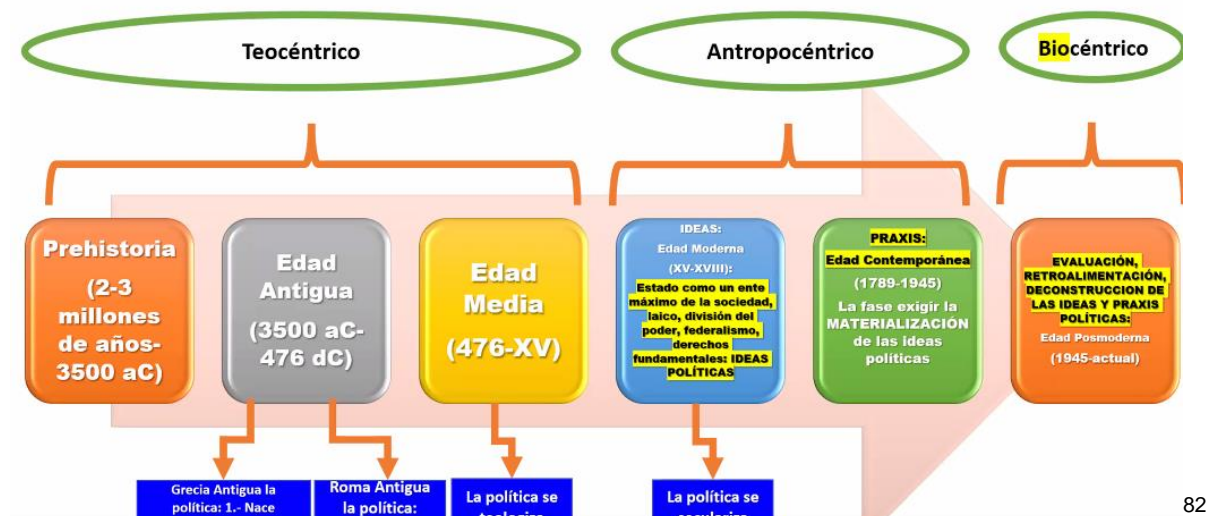 Teocéntrico
Antropocéntrico
Biocéntrico
Prehistoria
(2-3
millones
de años-
3500 aC)
Edad
Antigua
(3500 aC-
476 dC)
Edad
Media
(476-XV)
IDEAS:
Edad Moderna
(XV-XVIII):
Estado como un ente
máximo de la sociedad,
laico, división del
poder, federalismo,
derechos
fundamentales: IDEAS
POLÍTICAS
PRAXIS:
Edad Contemporánea
(1789-1945)
La fase exigir la
MATERIALIZACIÓN
de las ideas
políticas
EVALUACIÓN,
RETROALIMENTACIÓN,
DECONSTRUCCION DE
LAS IDEAS Y PRAXIS
POLÍTICAS:
Edad Posmoderna
(1945-actual)
Grecia Antigua la
política: 1.- Nace
Roma Antigua
la política:
La política se
La política se
82